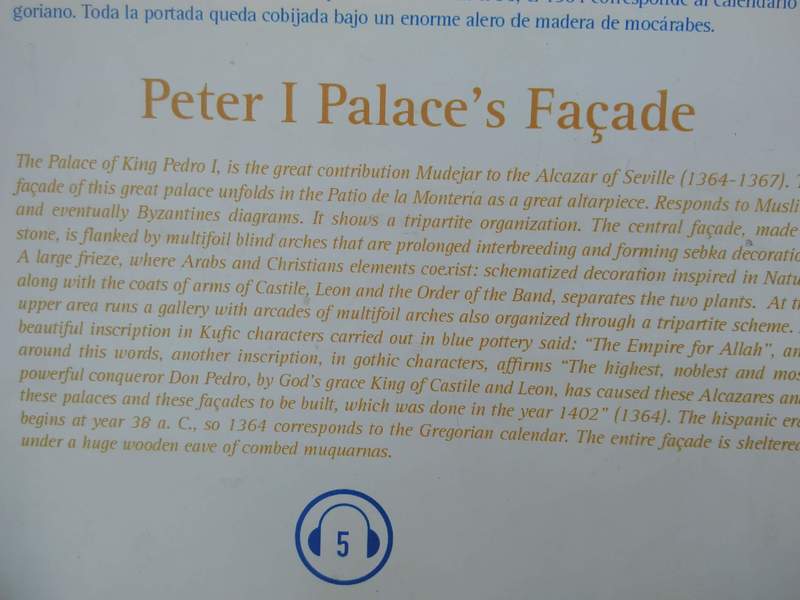 corresponde al calendario
goriano. Toda la portada queda cobijada bajo un enorme alero de madera de mocárabes.
Peter I Palace's Façade
The Palace of King Pedro I, is the great contribution Mudejar to the Alcazar of Seville (1364-1367).
façade of this great palace unfolds in the Patio de la Montería as a great altarpiece. Responds to Musli
and eventually Byzantines diagrams. It shows a tripartite organization. The central façade, made
stone, is flanked by multifoil blind arches that are prolonged interbreeding and forming sebka decoratio
A large frieze, where Arabs and Christians elements coexist: schematized decoration inspired in Natu
along with the coats of arms of Castile, Leon and the Order of the Band, separates the two plants. At th
upper area runs a gallery with arcades of multifoil arches also organized through a tripartite scheme.
beautiful inscription in Kufic characters carried out in blue pottery said: "The Empire for Allah", an
around this words, another inscription, in gothic characters, affirms "The highest, noblest and mos
powerful conqueror Don Pedro, by God's grace King of Castile and Leon, has caused these Alcazares an
these palaces and these façades to be built, which was done in the year 1402" (1364). The hispanic era
begins at year 38 a. C., so 1364 corresponds to the Gregorian calendar. The entire façade is sheltered
under a huge wooden eave of combed muquarnas.
5